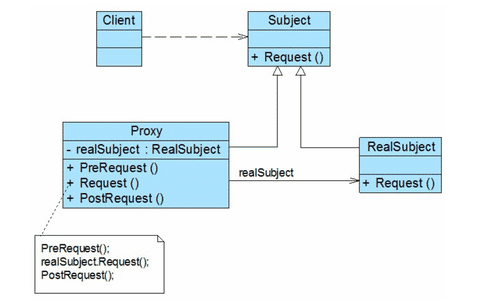 Client
Subject
+ Request ()
Proxy
- realSubject : RealSubject
+ PreRequest ()
+ Request ()
+ PostRequest ()
realSubject
RealSubject
+ Request ()
PreRequest();
realSubject.Request();
PostRequest();